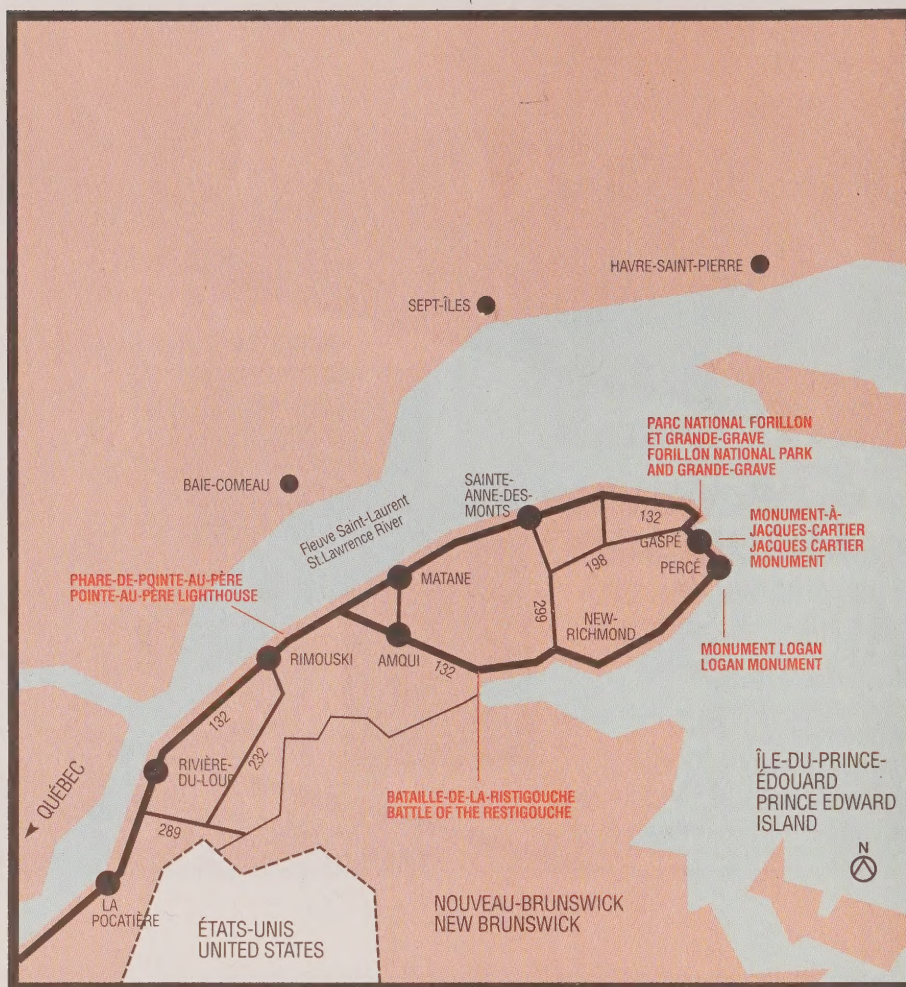 HAVRE-SAINT-PIERRE
SEPT-ÎLES
PARC NATIONAL FORILLON
ET GRANDE-GRAVE
FORILLON NATIONAL PARK
AND GRANDE-GRAVE
BAIE-COMEAU
SAINTE-
ANNE-DES-
MONTS
Fleuve Saint-Laurent
St.Lawrence River
132
GASPÉ
MONUMENT-À-
JACQUES-CARTIER
JACQUES CARTIER
MONUMENT
198
PERCÉ
PHARE-DE-POINTE-AU-PÈRE
POINTE-AU-PÈRE LIGHTHOUSE
MATANE
299
NEW-
RICHMOND
MONUMENT LOGAN
LOGAN MONUMENT
RIMOUSKI
AMQUI
132
132
232
RIVIÈRE-
DU-LOUP
QUÉBEC
289
BATAILLE-DE-LA-RISTIGOUCHE
BATTLE OF THE RESTIGOUCHE
ÎLE-DU-PRINCE-
ÉDOUARD
PRINCE EDWARD
ISLAND
N
LA
POCATIÈRE
ÉTATS-UNIS
UNITED STATES
NOUVEAU-BRUNSWICK
NEW BRUNSWICK